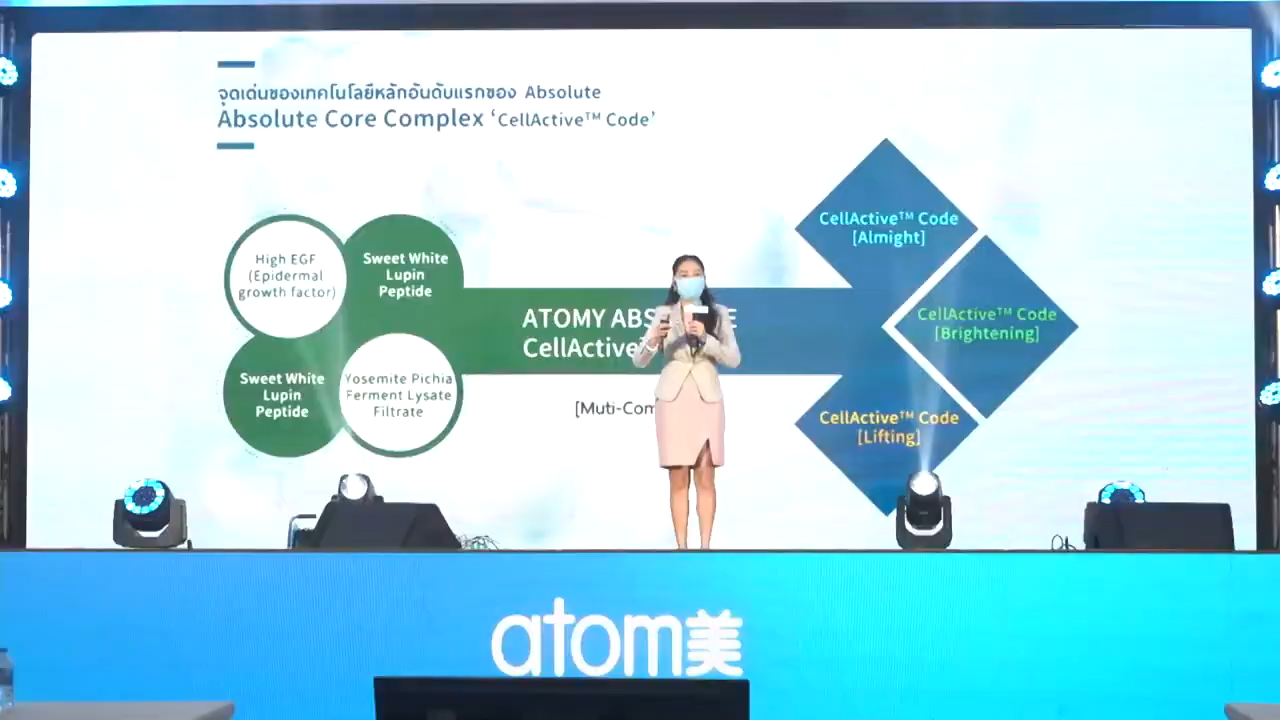 จุดเด่นของเทคโนโลยีหลักอันดับแรกของ Absolute
Absolute Core Complex ‘CellActive™ Code’
High EGF
(Epidermal
growth factor)
Sweet White
Lupin
Peptide
Sweet White
Lupin
Peptide
Yosemite Pichia
Ferment Lysate
Filtrate
ATOMY
CellActive
[Muti-Com
CellActive™ Code
[Almight]
CellActive™ Code
[Brightening]
CellActive™ Code
[Lifting]
atom美